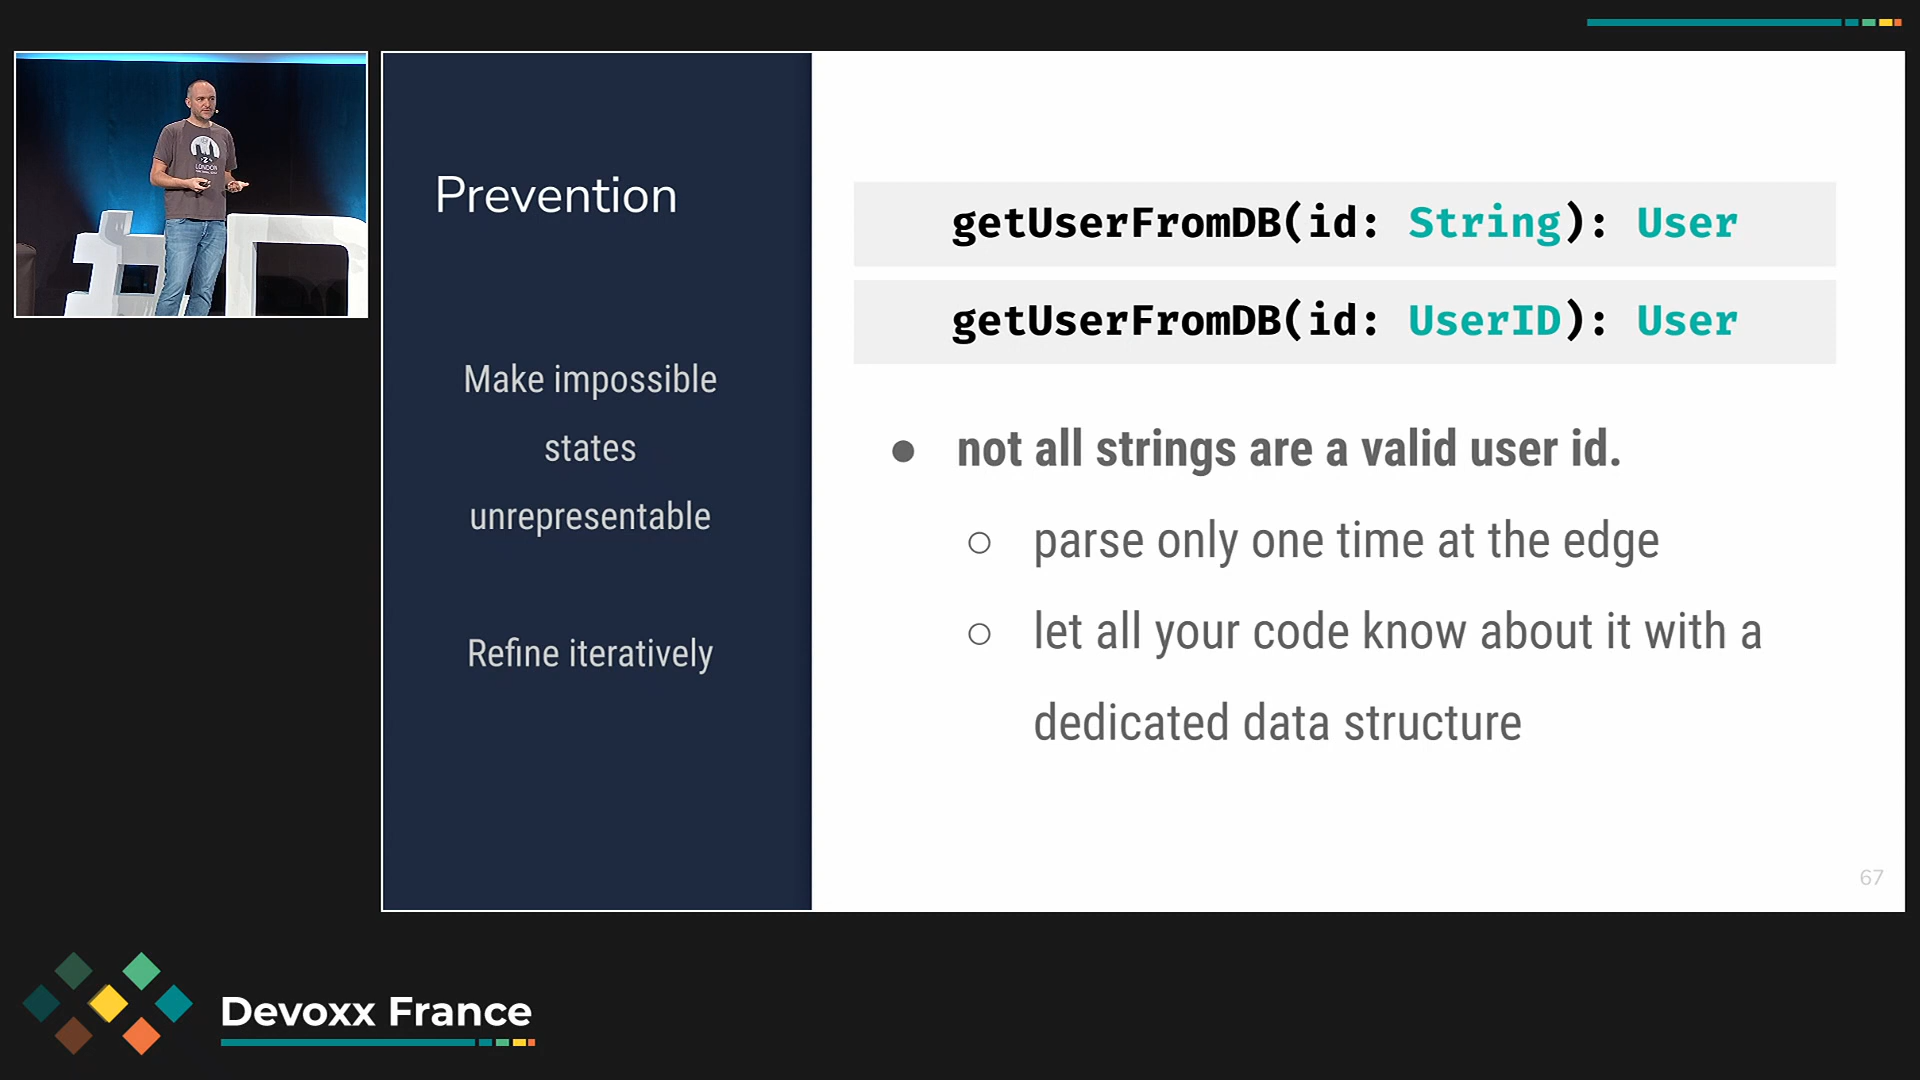 Prevention
Make impossible
states
unrepresentable
Refine iteratively
getUserFromDB(id: String): User
getUserFromDB(id: UserID): User
● not all strings are a valid user id.
○ parse only one time at the edge
○ let all your code know about it with a
dedicated data structure
67
LONDON
Devoxx France